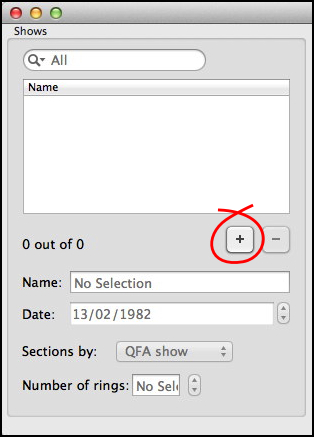 Shows
All
Name
0 out of 0
+ −
Name: No Selection
Date: 13/02/1982
Sections by: QFA show
Number of rings: No Sele